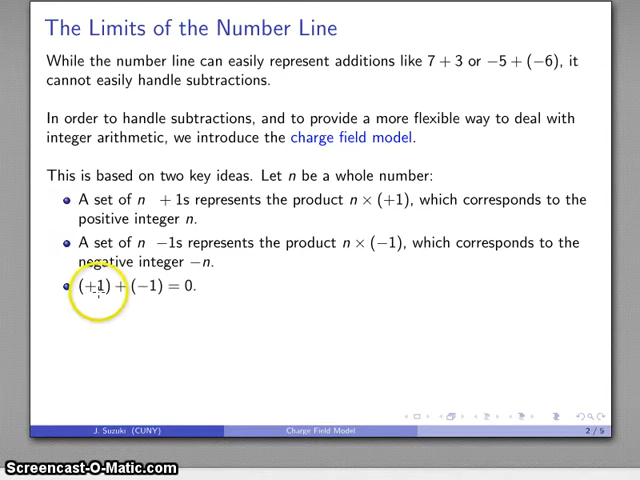 The Limits of the Number Line
While the number line can easily represent additions like 7 + 3 or −5 + (−6), it
cannot easily handle subtractions.
In order to handle subtractions, and to provide a more flexible way to deal with
integer arithmetic, we introduce the charge field model.
This is based on two key ideas. Let n be a whole number:
A set of n +1s represents the product n × (+1), which corresponds to the
positive integer n.
A set of n −1s represents the product n × (−1), which corresponds to the
negative integer −n.
(+1) + (−1) = 0.
J. Suzuki (CUNY) Charge Field Model 2 / 5
Screencast-O-Matic.com